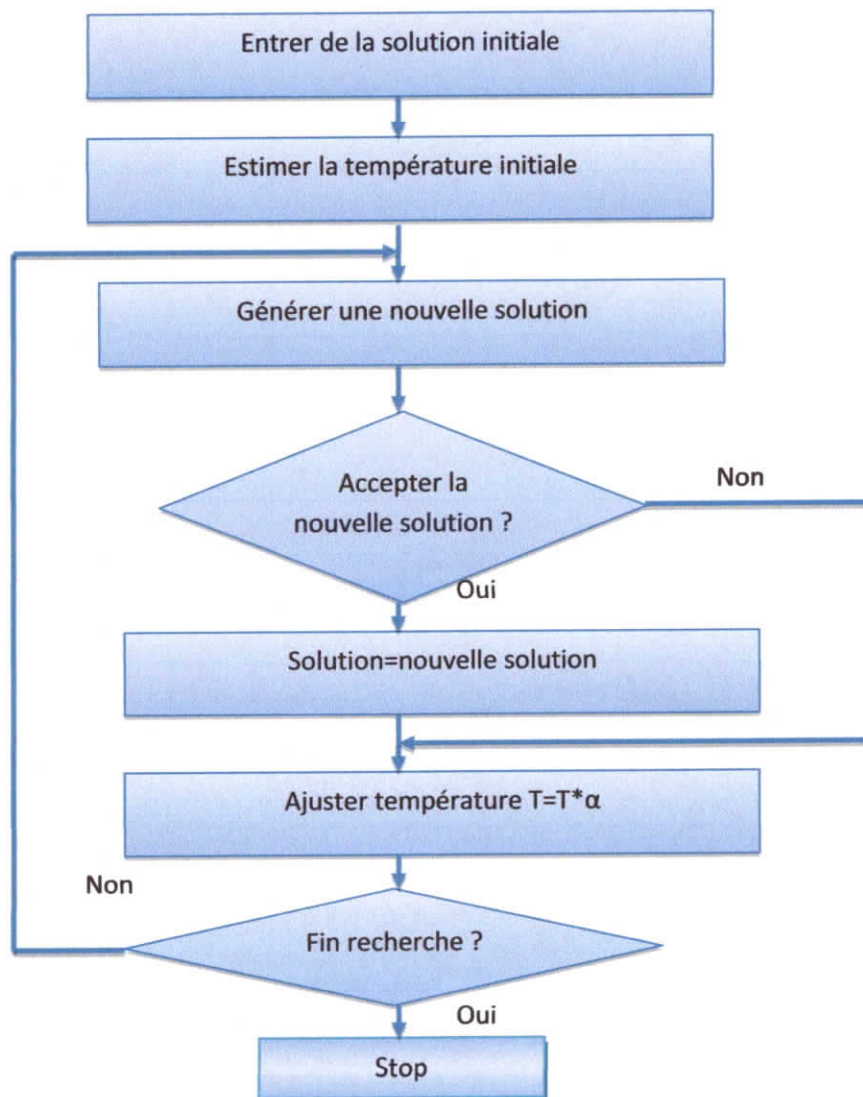 Entrer de la solution initiale
Estimer la température initiale
Générer une nouvelle solution
Accepter la
nouvelle solution ?
Non
Oui
Solution=nouvelle solution
Ajuster température T=T*α
Non
Fin recherche ?
Oui
Stop